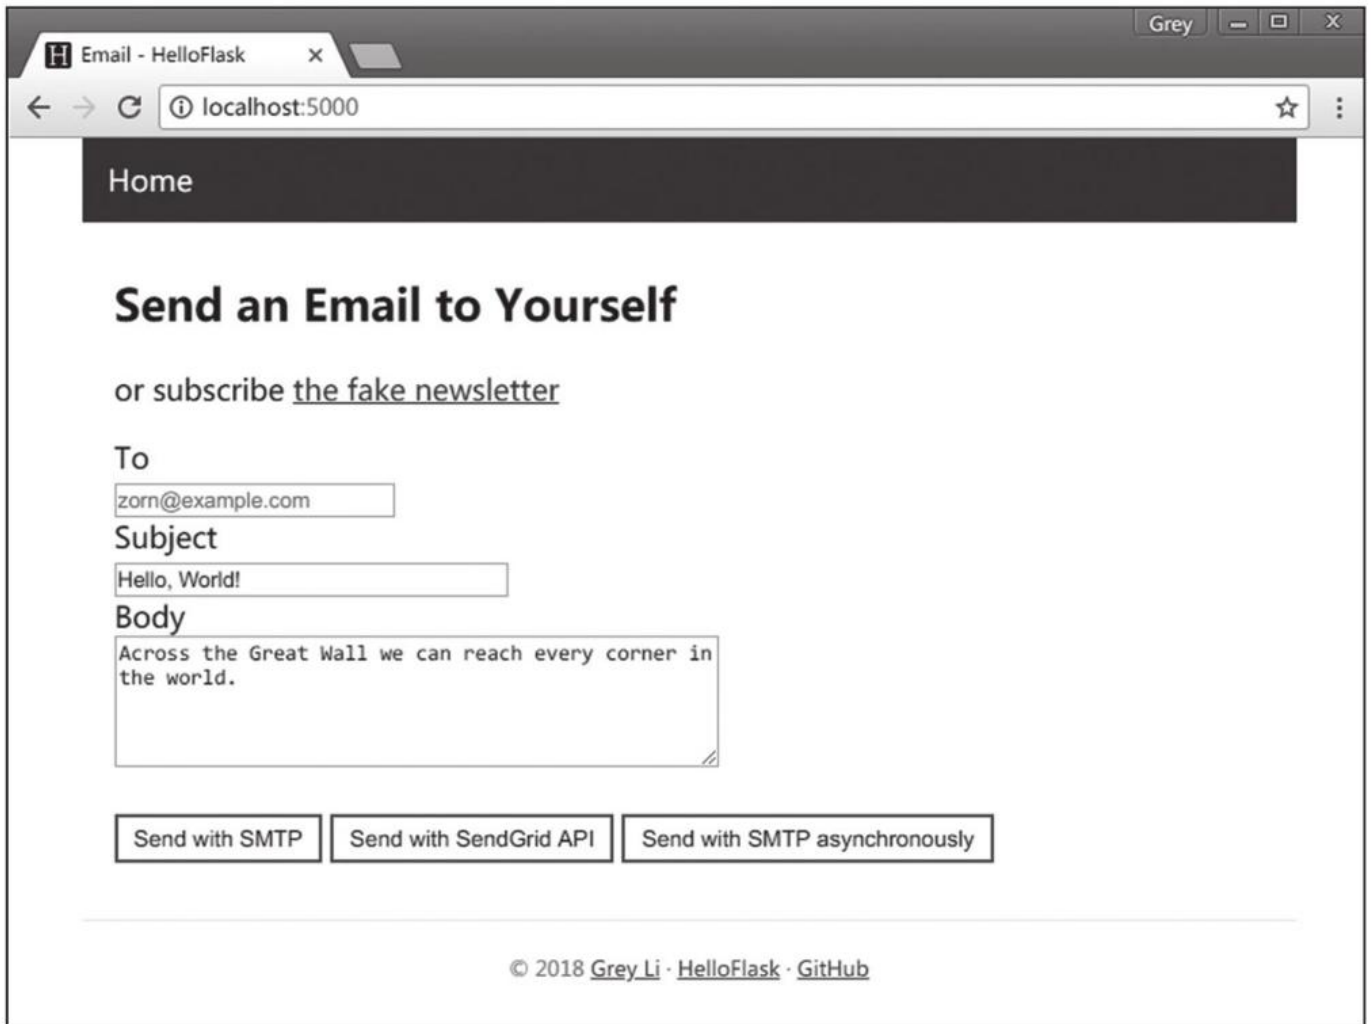 Grey
Email - HelloFlask
localhost:5000
Home
Send an Email to Yourself
or subscribe the fake newsletter
To
zorn@example.com
Subject
Hello, World!
Body
Across the Great Wall we can reach every corner in
the world.
Send with SMTP Send with SendGrid API Send with SMTP asynchronously
© 2018 Grey Li · HelloFlask · GitHub